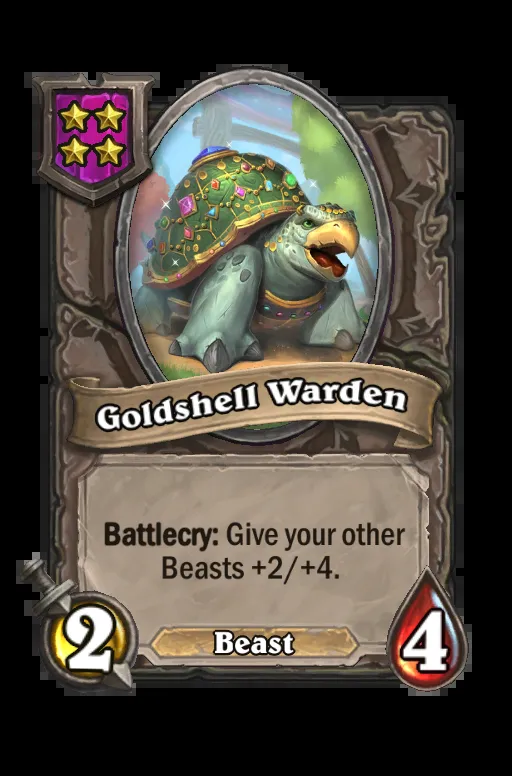 Goldshell Warden
Battlecry: Give your other
Beasts +2/+4.
2
Beast
4